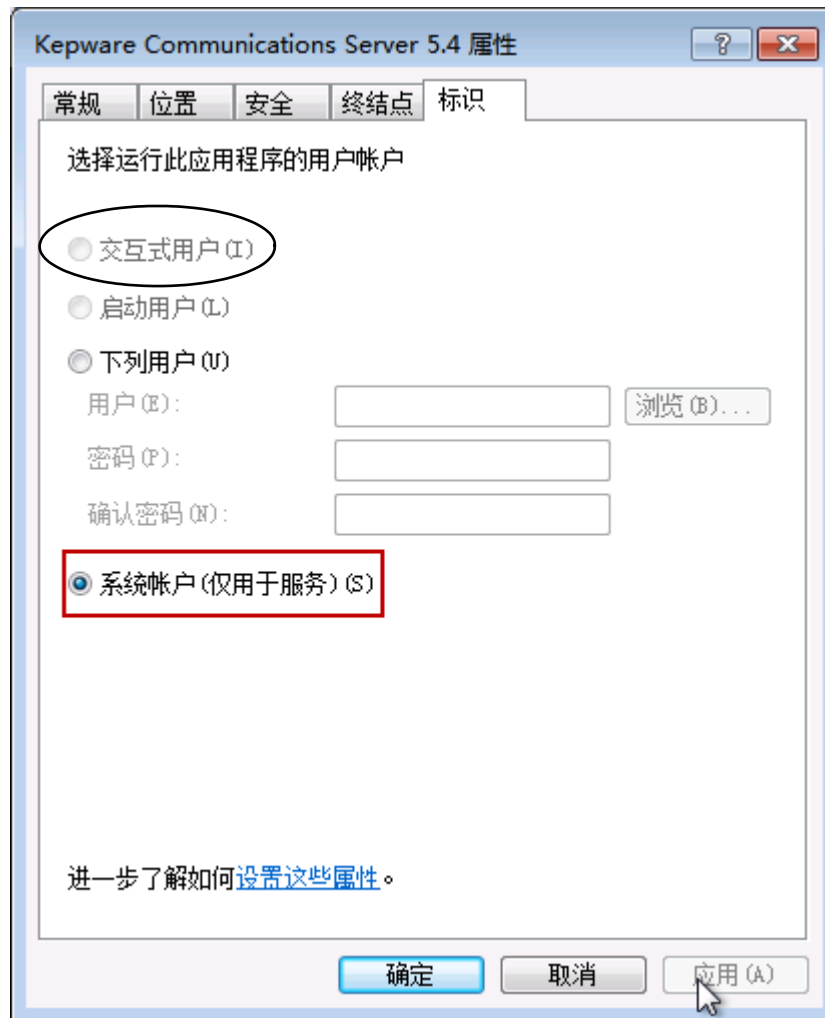 Kepware Communications Server 5.4 属性
常规 位置 安全 终结点 标识
选择运行此应用程序的用户帐户
交互式用户(I)
启动用户(L)
下列用户(U)
用户(E): 浏览(B)...
密码(P):
确认密码(N):
系统帐户(仅用于服务)(S)
进一步了解如何设置这些属性。
确定 取消 应用(A)